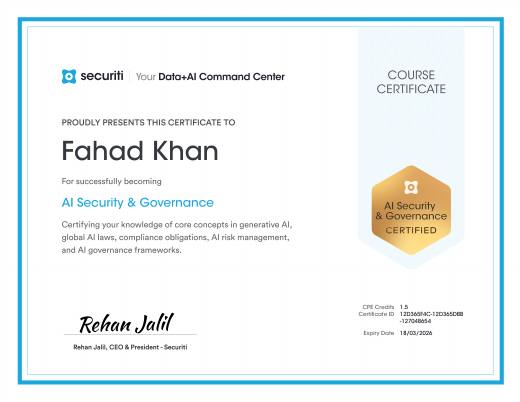 securiti | Your Data+AI Command Center
COURSE
CERTIFICATE
PROUDLY PRESENTS THIS CERTIFICATE TO
Fahad Khan
For successfully becoming
AI Security & Governance
Certifying your knowledge of core concepts in generative AI,
global AI laws, compliance obligations, AI risk management,
and AI governance frameworks.
AI Security
& Governance
CERTIFIED
Rehan Jalil
Rehan Jalil, CEO & President - Securiti
CPE Credits 1.5
Certificate ID 12D365F4C-12D365DBB
-127048654
Expiry Date 18/03/2026